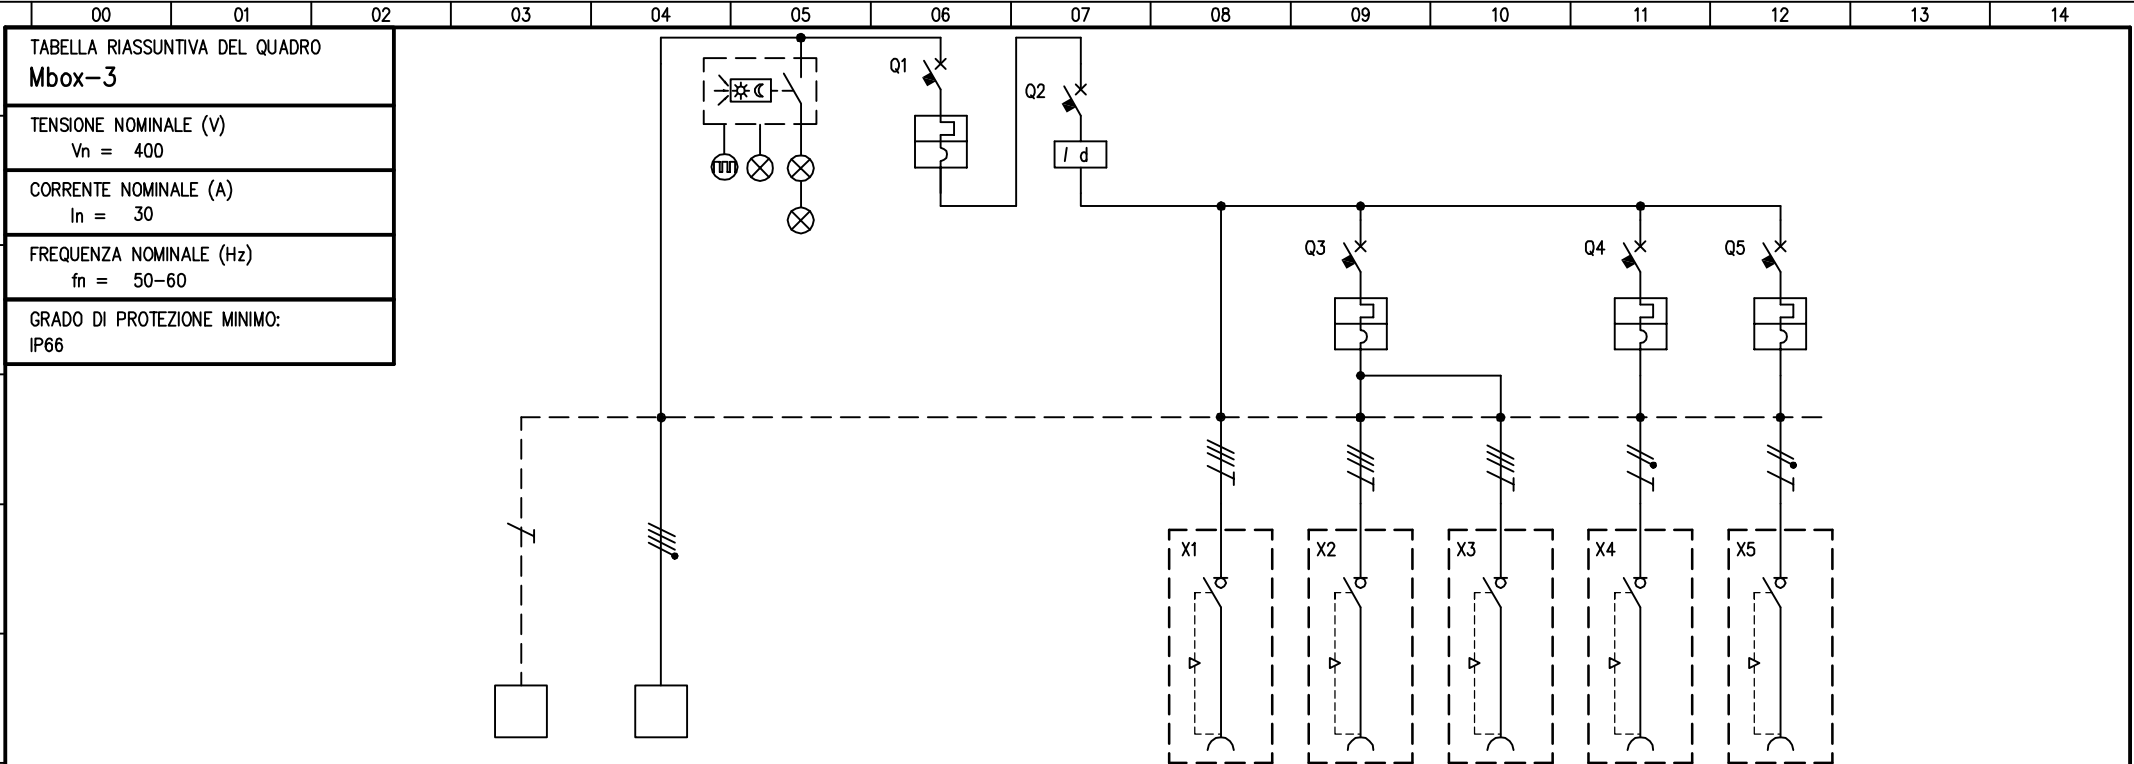 00 01 02 03 04 05 06 07 08 09 10 11 12 13 14
TABELLA RIASSUNTIVA DEL QUADRO
Mbox-3
TENSIONE NOMINALE (V)
Vn = 400
CORRENTE NOMINALE (A)
In = 30
FREQUENZA NOMINALE (Hz)
fn = 50-60
GRADO DI PROTEZIONE MINIMO:
IP66
Q1
Q2
I d
Q3
Q4
Q5
X1
X2
X3
X4
X5